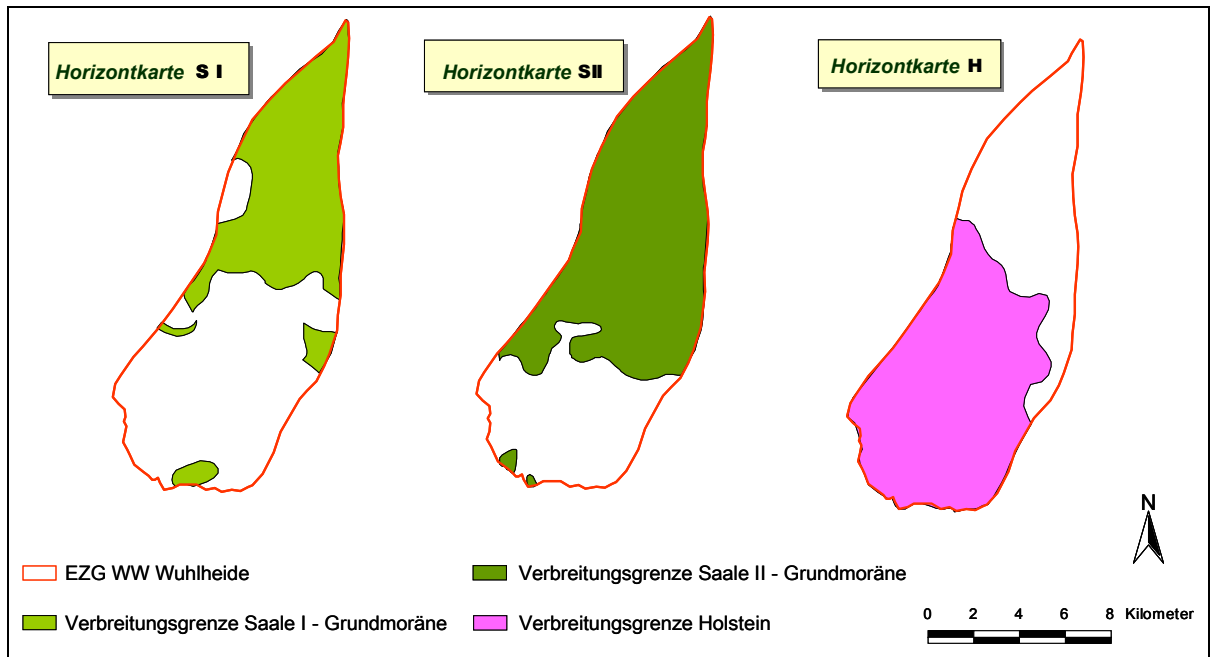 Horizontkarte S I
Horizontkarte SII
Horizontkarte H
N
EZG WW Wuhlheide
Verbreitungsgrenze Saale II - Grundmoräne
Verbreitungsgrenze Saale I - Grundmoräne
Verbreitungsgrenze Holstein
0 2 4 6 8 Kilometer